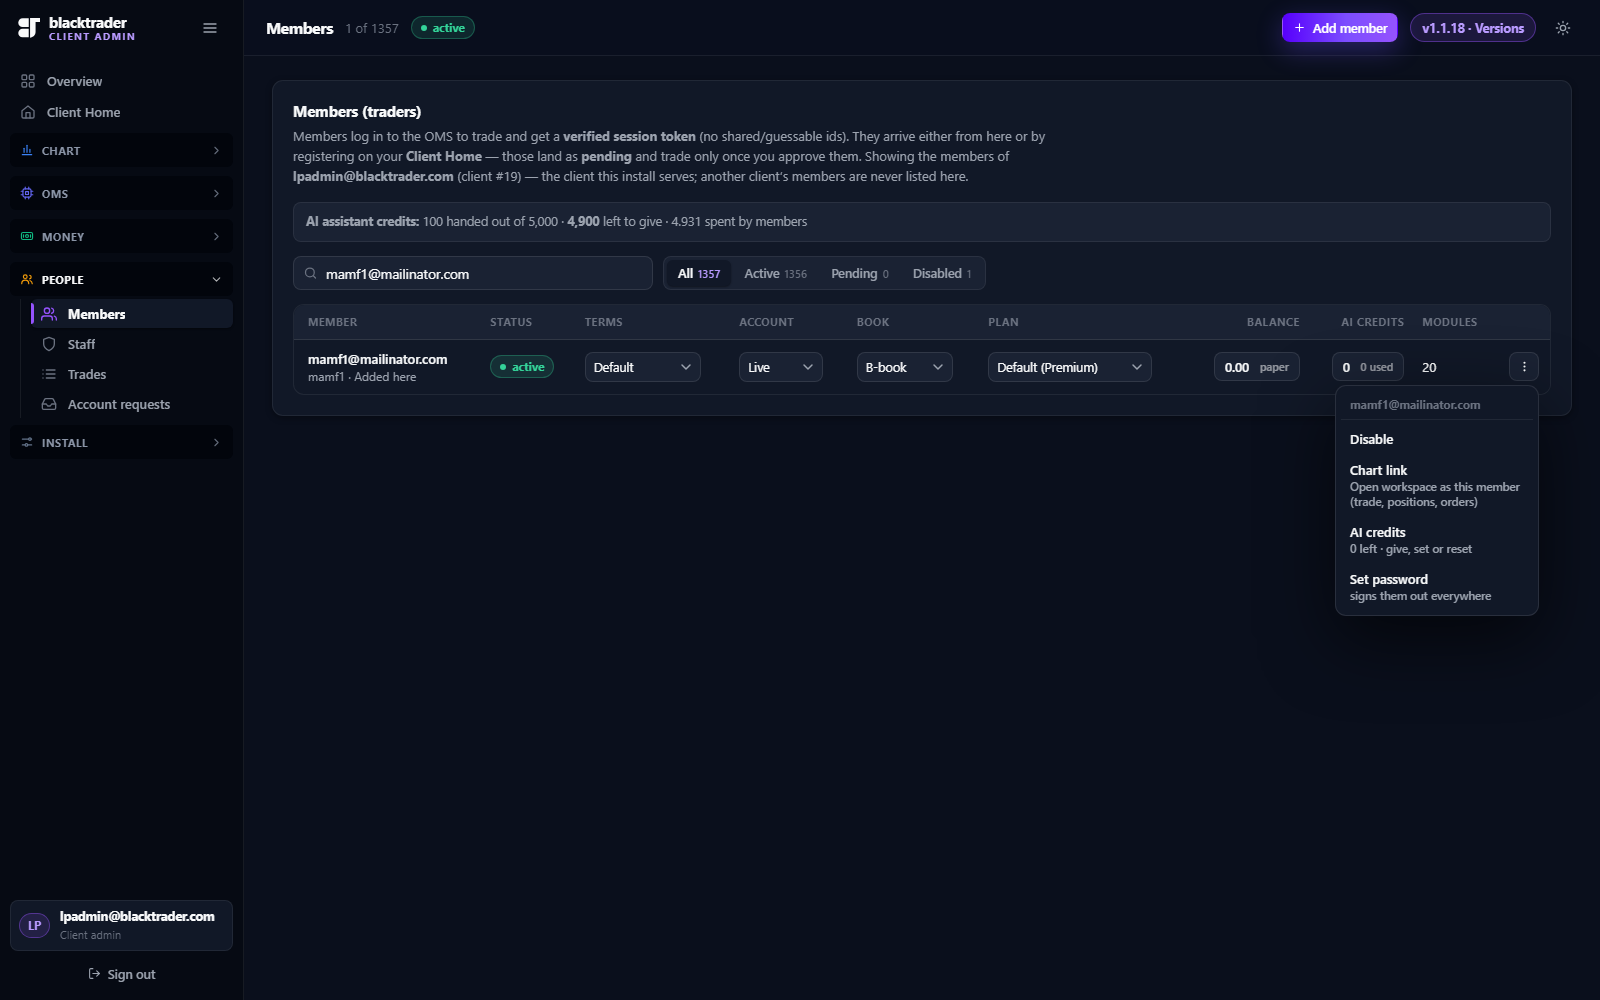 blacktrader
CLIENT ADMIN
Members 1 of 1357 active
+ Add member
v1.1.18 · Versions
Overview
Client Home
CHART
OMS
MONEY
PEOPLE
Members
Staff
Trades
Account requests
INSTALL
Members (traders)
Members log in to the OMS to trade and get a verified session token (no shared/guessable ids). They arrive either from here or by
registering on your Client Home — those land as pending and trade only once you approve them. Showing the members of
lpadmin@blacktrader.com (client #19) — the client this install serves; another client's members are never listed here.
AI assistant credits: 100 handed out of 5,000 · 4,900 left to give · 4.931 spent by members
mamf1@mailinator.com
All 1357 Active 1356 Pending 0 Disabled 1
MEMBER STATUS TERMS ACCOUNT BOOK PLAN BALANCE AI CREDITS MODULES
mamf1@mailinator.com
mamf1 · Added here
active Default Live B-book Default (Premium) 0.00 paper 0 0 used 20
mamf1@mailinator.com
Disable
Chart link
Open workspace as this member
(trade, positions, orders)
AI credits
0 left · give, set or reset
Set password
signs them out everywhere
LP
lpadmin@blacktrader.com
Client admin
Sign out